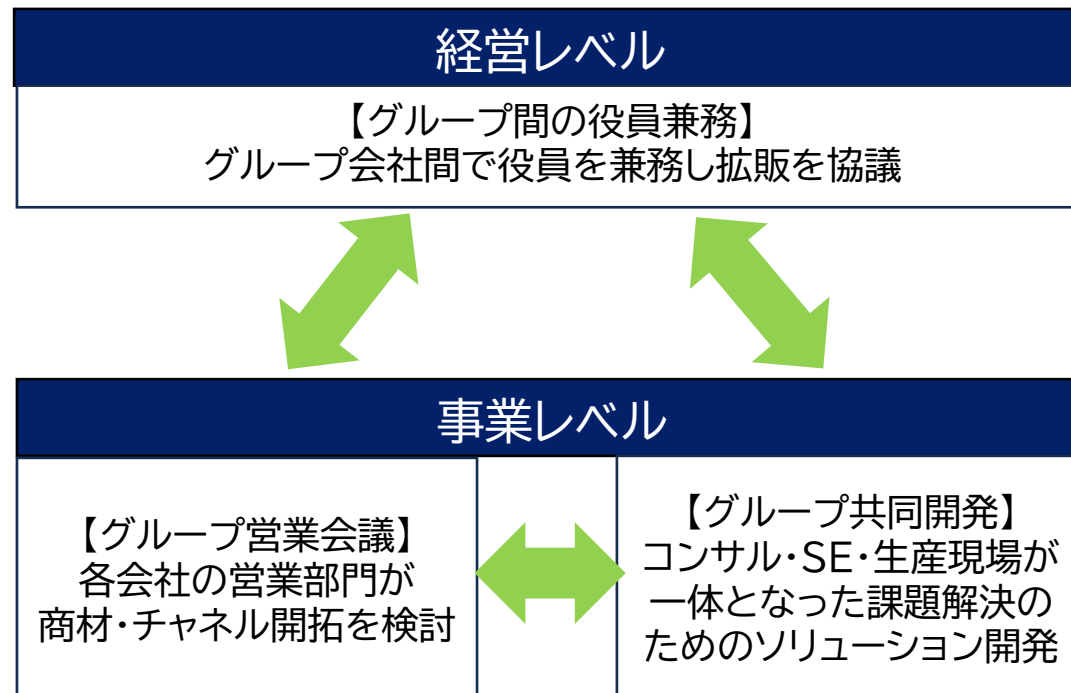 経営レベル
【グループ間の役員兼務】
グループ会社間で役員を兼務し拡販を協議
事業レベル
【グループ営業会議】
各会社の営業部門が
商材・チャネル開拓を検討
【グループ共同開発】
コンサル・SE・生産現場が
一体となった課題解決の
ためのソリューション開発